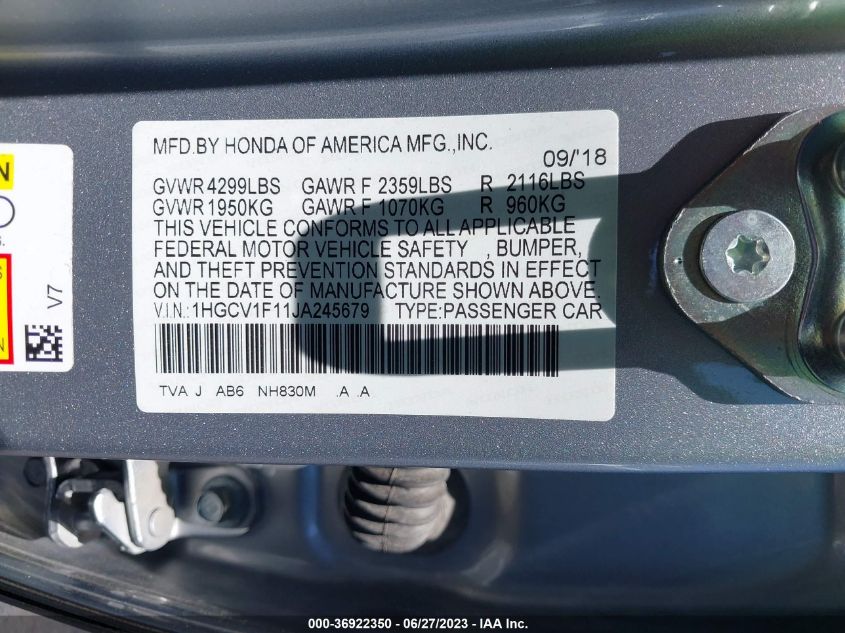 MFD.BY HONDA OF AMERICA MFG.,INC.
09/'18
GVWR 4299LBS GAWR F 2359LBS R 2116LBS
GVWR 1950KG GAWR F 1070KG R 960KG
THIS VEHICLE CONFORMS TO ALL APPLICABLE
FEDERAL MOTOR VEHICLE SAFETY , BUMPER,
AND THEFT PREVENTION STANDARDS IN EFFECT
ON THE DATE OF MANUFACTURE SHOWN ABOVE.
V.I.N.: 1HGCV1F11JA245679 TYPE:PASSENGER CAR
TVA J AB6 NH830M .A .A
V7
000-36922350 - 06/27/2023 - IAA Inc.